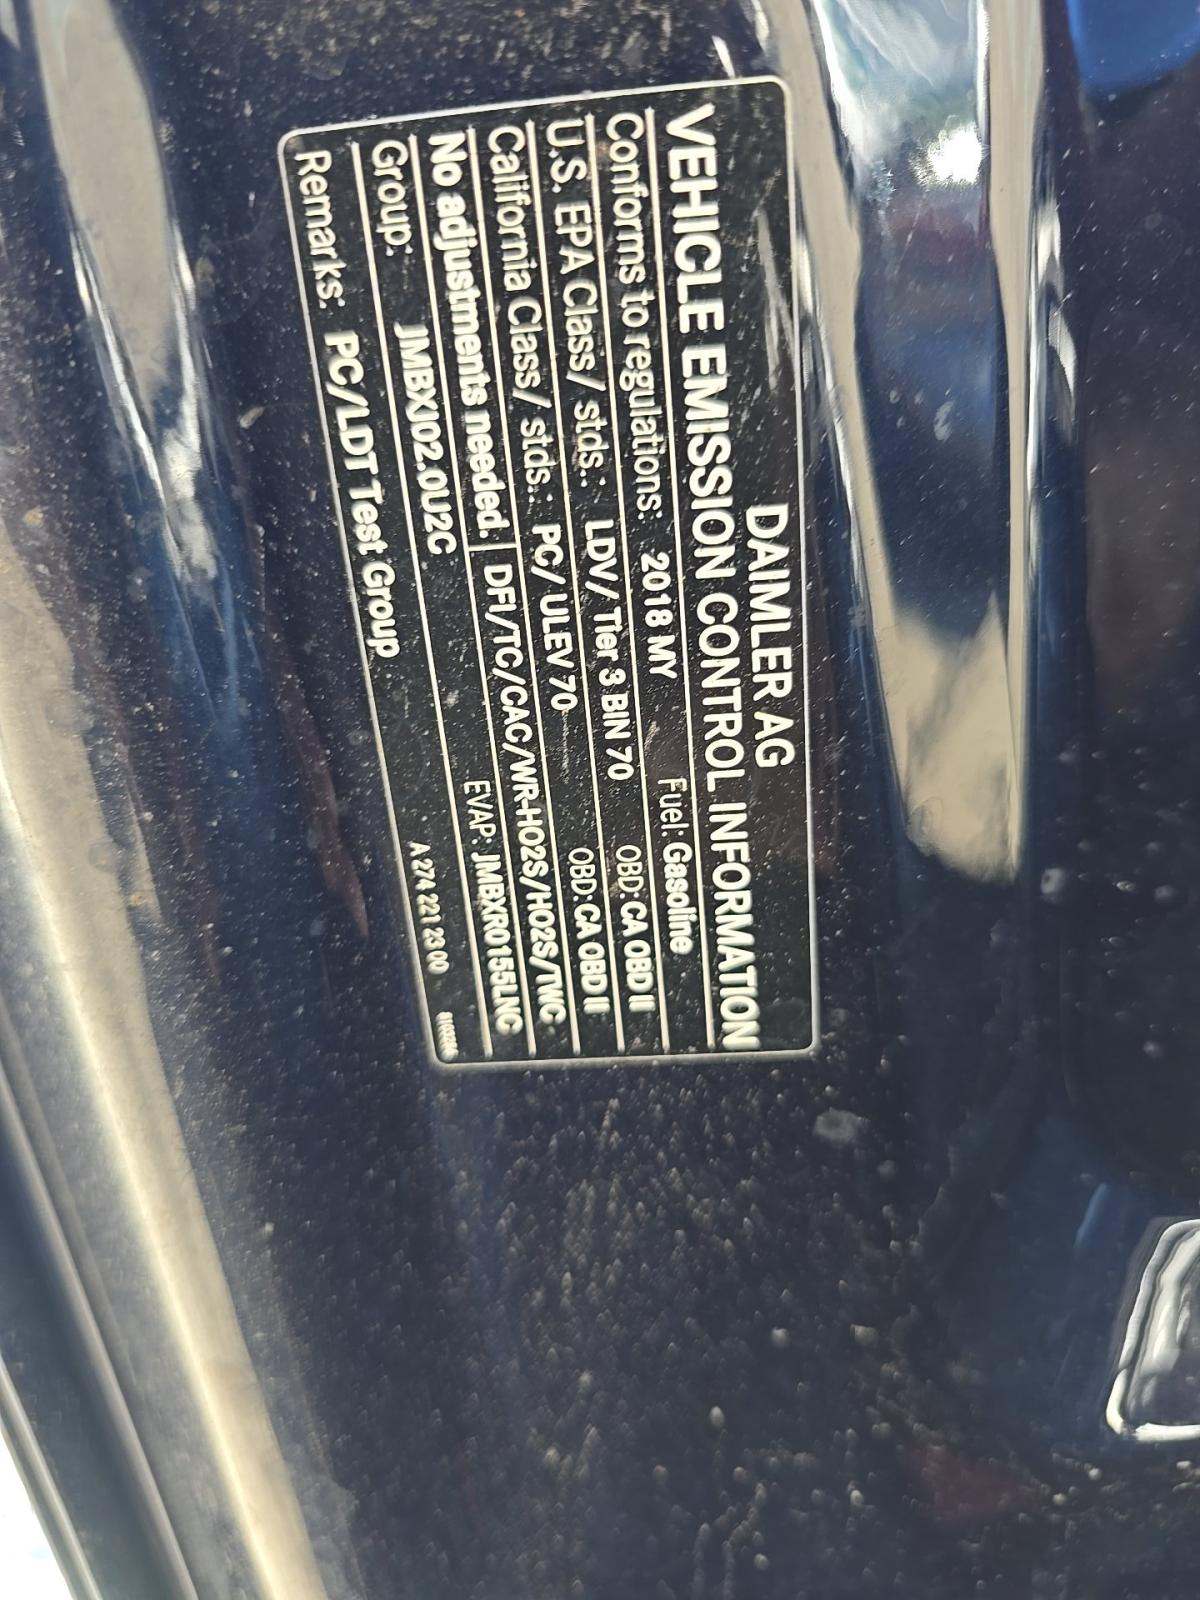 DAIMLER AG
VEHICLE EMISSION CONTROL INFORMATION
Conforms to regulations: 2018 MY Fuel: Gasoline
U.S. EPA Class/ stds.: LDV/ Tier 3 BIN 70 OBD: CA OBD II
California Class/ stds.: PC/ ULEV 70 OBD: CA OBD II
No adjustments needed. DFI/TC/CAC/WR-HO2S/HO2S/TWC
Group: JMBXJ02.0U2C EVAP: JMBXR0155LNC
Remarks: PC/LDT Test Group A 274 221 23 00